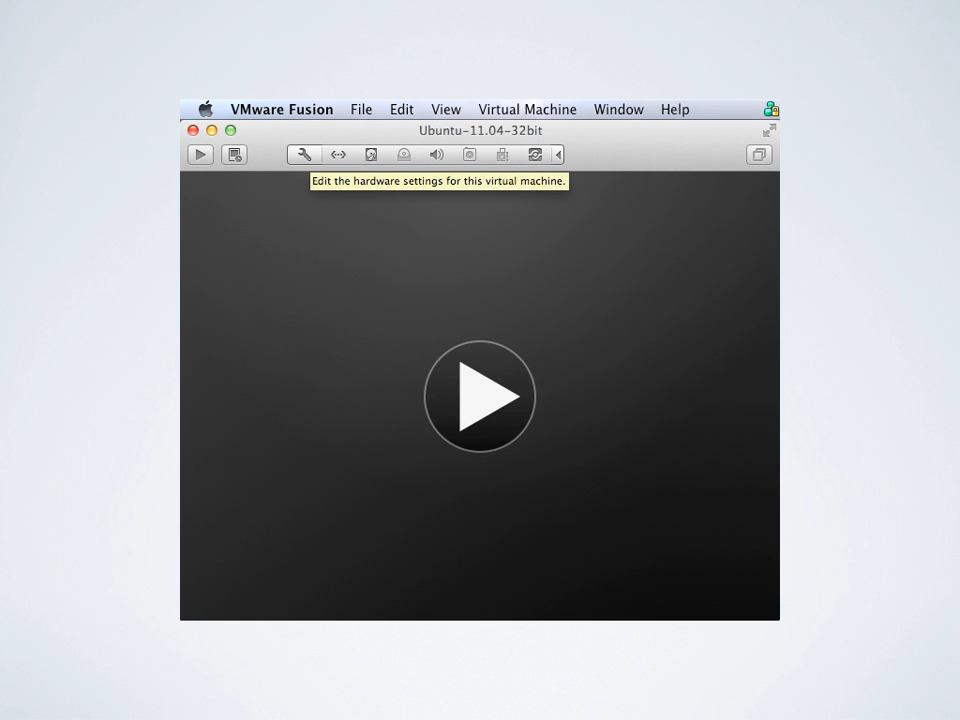 VMware Fusion File Edit View Virtual Machine Window Help
Ubuntu-11.04-32bit
Edit the hardware settings for this virtual machine.